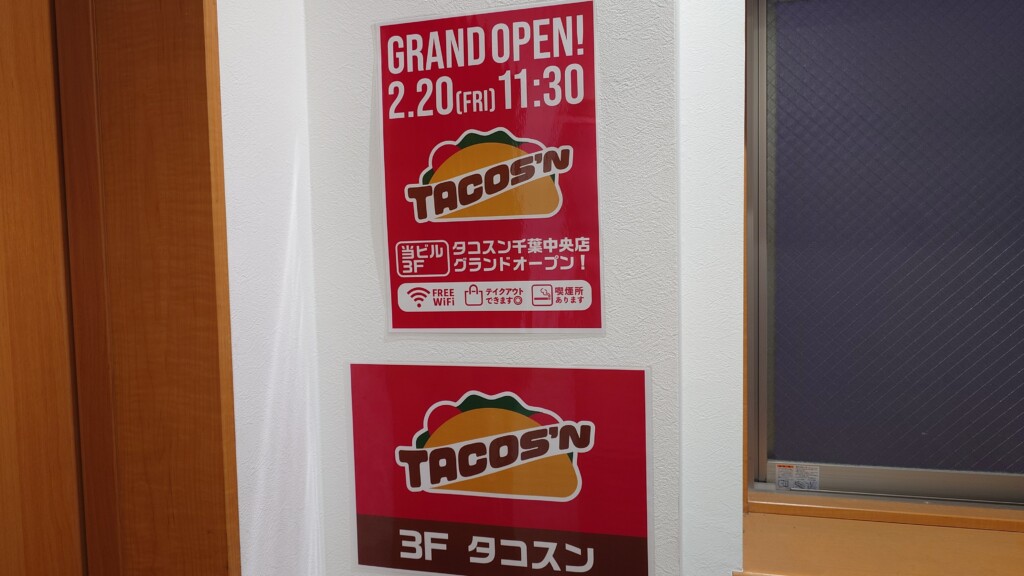 GRAND OPEN!
2.20(FRI) 11:30
TACOS'N
当ビル
3F
タコスン千葉中央店
グランドオープン！
FREE
WiFi
テイクアウト
できます◎
喫煙所
あります
TACOS'N
3F タコスン